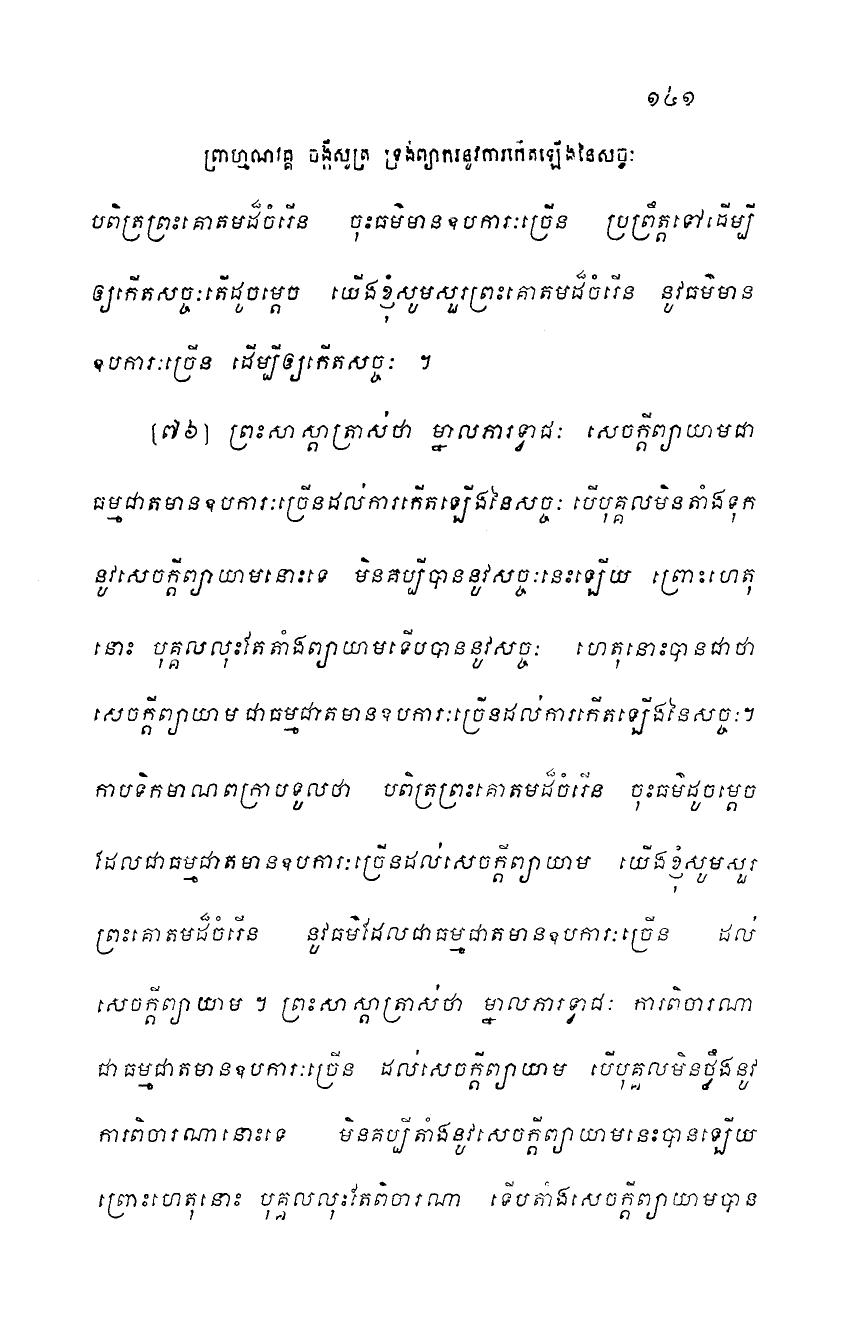 ១៤១
ព្រាហ្មណវគ្គ ចង្កីសូត្រ ទ្រង់ព្យាករនូវការកើតឡើងនៃសច្ចៈ
បពិត្រព្រះគោតមដ៏ចំរើន ចុះធម៌មានឧបការៈច្រើន ប្រព្រឹត្តទៅដើម្បី
ឲ្យកើតសច្ចៈតើដូចម្តេច យើងខ្ញុំសូមសួរព្រះគោតមដ៏ចំរើន នូវធម៌មាន
ឧបការៈច្រើន ដើម្បីឲ្យកើតសច្ចៈ ។
[៧៦] ព្រះសាស្តាត្រាស់ថា ម្នាលភារទ្វាជៈ សេចក្តីព្យាយាមជា
ធម្មជាតមានឧបការៈច្រើនដល់ការកើតឡើងនៃសច្ចៈ បើបុគ្គលមិនតាំងទុក
នូវសេចក្តីព្យាយាមនោះទេ មិនគប្បីបាននូវសច្ចៈនេះឡើយ ព្រោះហេតុ
នោះ បុគ្គលលុះតែតាំងព្យាយាមទើបបាននូវសច្ចៈ ហេតុនោះបានជាថា
សេចក្តីព្យាយាម ជាធម្មជាតមានឧបការៈច្រើនដល់ការកើតឡើងនៃសច្ចៈ។
កាបទិកមាណពក្រាបទូលថា បពិត្រព្រះគោតមដ៏ចំរើន ចុះធម៌ដូចម្តេច
ដែលជាធម្មជាតមានឧបការៈច្រើនដល់សេចក្តីព្យាយាម យើងខ្ញុំសូមសួរ
ព្រះគោតមដ៏ចំរើន នូវធម៌ដែលជាធម្មជាតមានឧបការៈច្រើន ដល់
សេចក្តីព្យាយាម ។ ព្រះសាស្តាត្រាស់ថា ម្នាលភារទ្វាជៈ ការពិចារណា
ជាធម្មជាតមានឧបការៈច្រើន ដល់សេចក្តីព្យាយាម បើបុគ្គលមិនថ្លឹងនូវ
ការពិចារណានោះទេ មិនគប្បីតាំងនូវសេចក្តីព្យាយាមនេះបានឡើយ
ព្រោះហេតុនោះ បុគ្គលលុះតែពិចារណា ទើបតាំងសេចក្តីព្យាយាមបាន